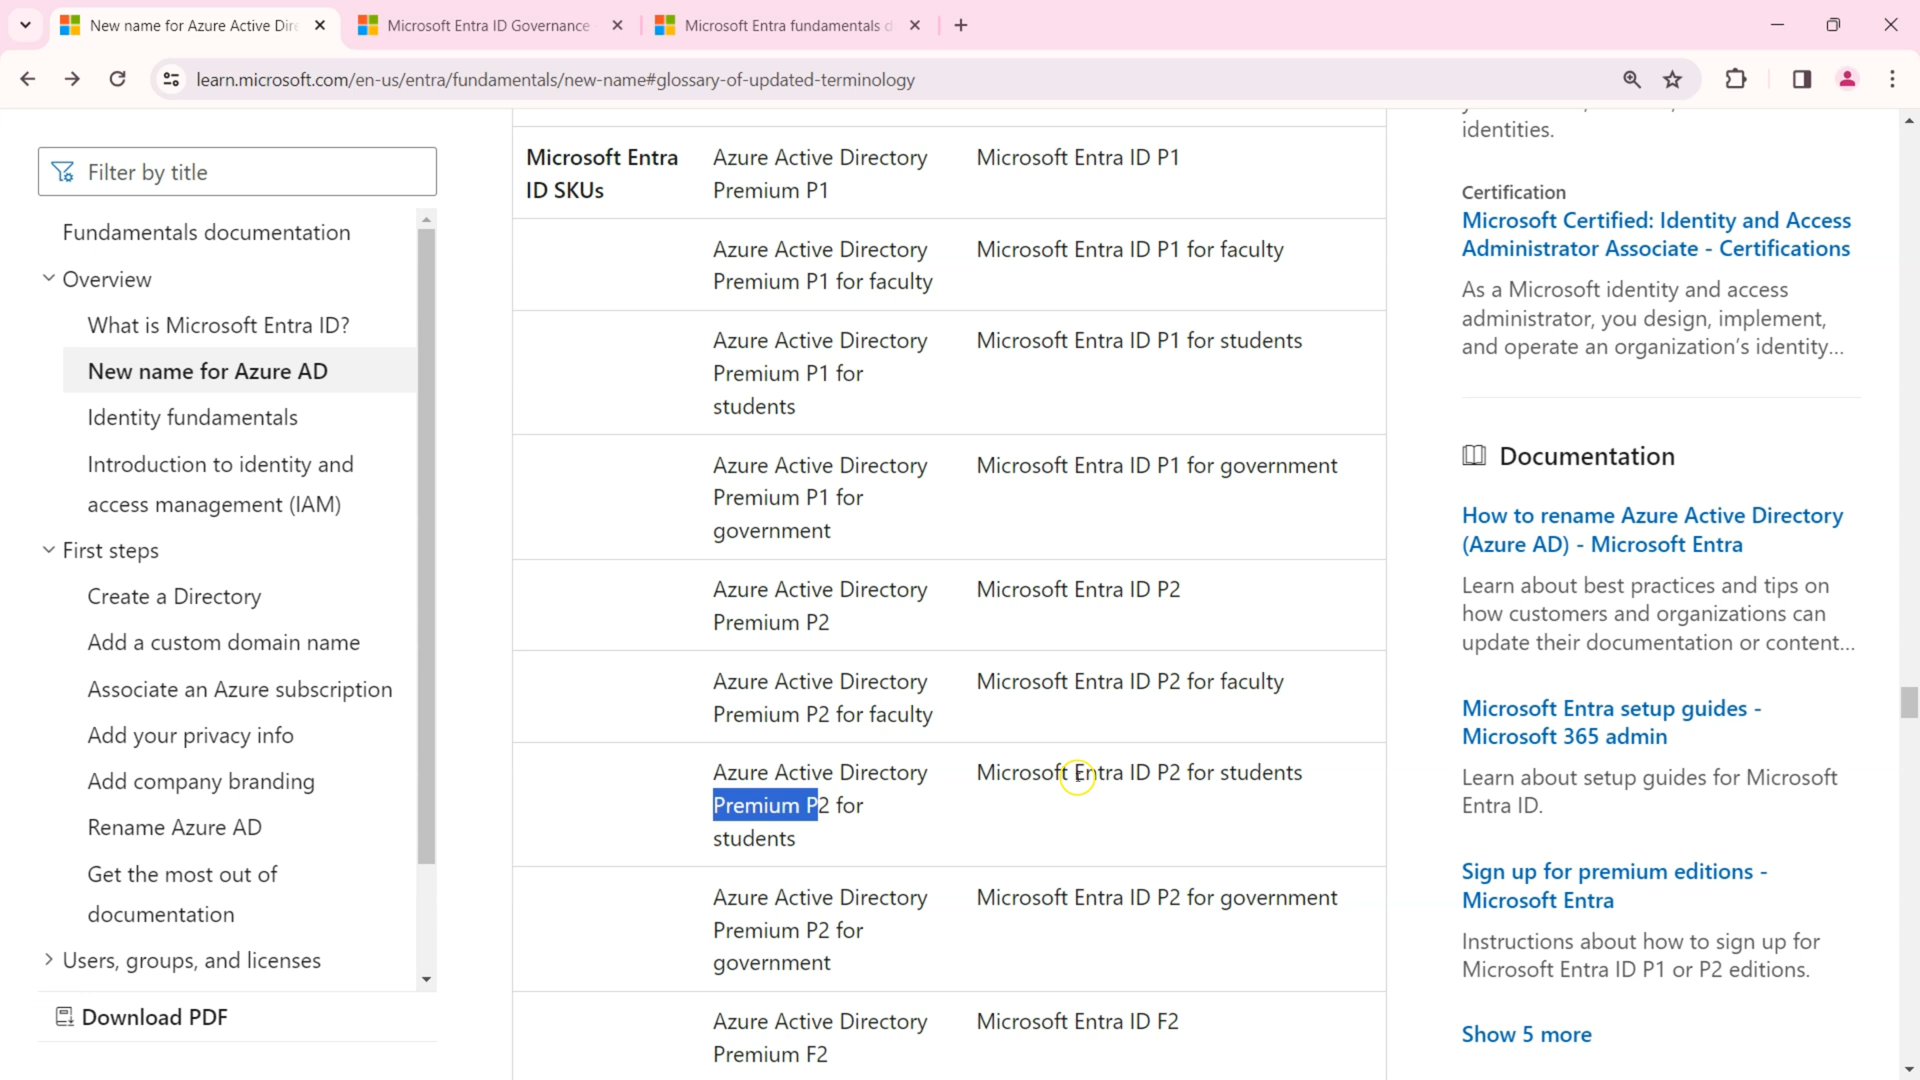 New name for Azure Active Dire
Microsoft Entra ID Governance
Microsoft Entra fundamentals d
learn.microsoft.com/en-us/entra/fundamentals/new-name#glossary-of-updated-terminology
Filter by title
Fundamentals documentation
Overview
What is Microsoft Entra ID?
New name for Azure AD
Identity fundamentals
Introduction to identity and
access management (IAM)
First steps
Create a Directory
Add a custom domain name
Associate an Azure subscription
Add your privacy info
Add company branding
Rename Azure AD
Get the most out of
documentation
Users, groups, and licenses
Download PDF
Microsoft Entra
ID SKUs
Azure Active Directory
Premium P1
Microsoft Entra ID P1
Azure Active Directory
Premium P1 for faculty
Microsoft Entra ID P1 for faculty
Azure Active Directory
Premium P1 for
students
Microsoft Entra ID P1 for students
Azure Active Directory
Premium P1 for
government
Microsoft Entra ID P1 for government
Azure Active Directory
Premium P2
Microsoft Entra ID P2
Azure Active Directory
Premium P2 for faculty
Microsoft Entra ID P2 for faculty
Azure Active Directory
Premium P2 for
students
Microsoft Entra ID P2 for students
Azure Active Directory
Premium P2 for
government
Microsoft Entra ID P2 for government
Azure Active Directory
Premium F2
Microsoft Entra ID F2
identities.
Certification
Microsoft Certified: Identity and Access
Administrator Associate - Certifications
As a Microsoft identity and access
administrator, you design, implement,
and operate an organization's identity...
Documentation
How to rename Azure Active Directory
(Azure AD) - Microsoft Entra
Learn about best practices and tips on
how customers and organizations can
update their documentation or content...
Microsoft Entra setup guides -
Microsoft 365 admin
Learn about setup guides for Microsoft
Entra ID.
Sign up for premium editions -
Microsoft Entra
Instructions about how to sign up for
Microsoft Entra ID P1 or P2 editions.
Show 5 more